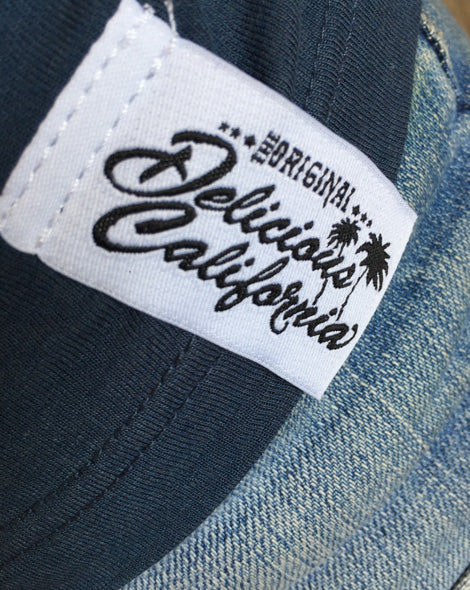 THE ORIGINAL
Delicious
California